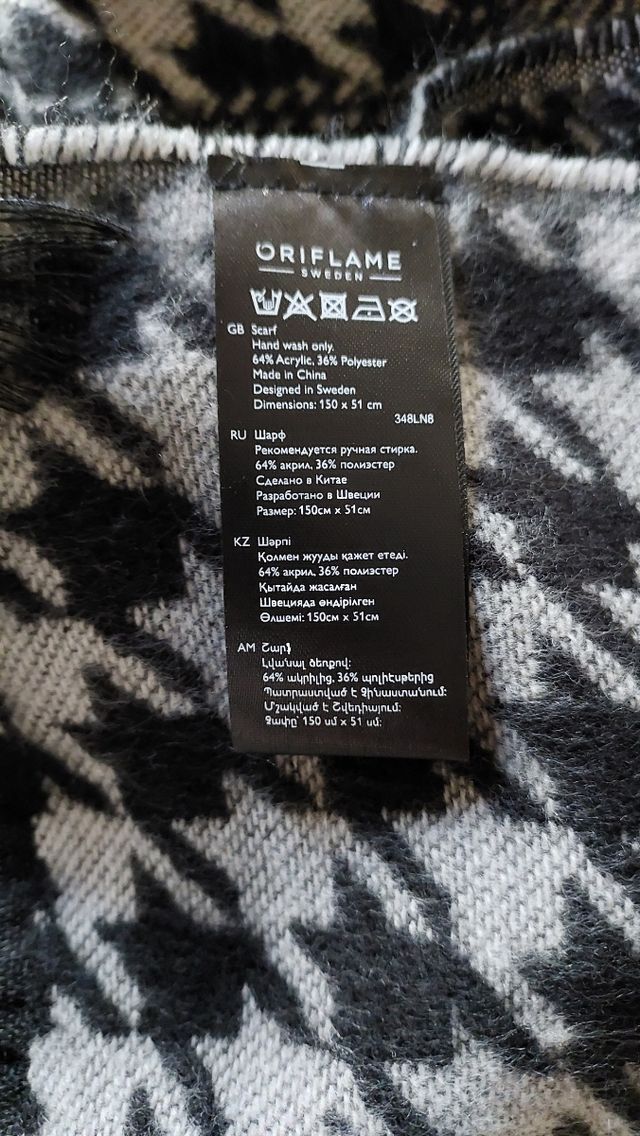 ORIFLAME
SWEDEN
GB Scarf
Hand wash only.
64% Acrylic, 36% Polyester
Made in China
Designed in Sweden
Dimensions: 150 x 51 cm
348LN8
RU Шарф
Рекомендуется ручная стирка.
64% акрил, 36% полиэстер
Сделано в Китае
Разработано в Швеции
Размер: 150см x 51см
KZ Шәрпі
Қолмен жууды қажет етеді.
64% акрил, 36% полиэстер
Қытайда жасалған
Швецияда өндірілген
Өлшемі: 150см x 51см
AM Շարֆ
Լվանալ ձեռքով:
64% ակրիլից, 36% պոլիէսթերից
Պատրաստված է Չինաստանում:
Մշակված է Շվեդիայում:
Չափը՝ 150 սմ x 51 սմ: